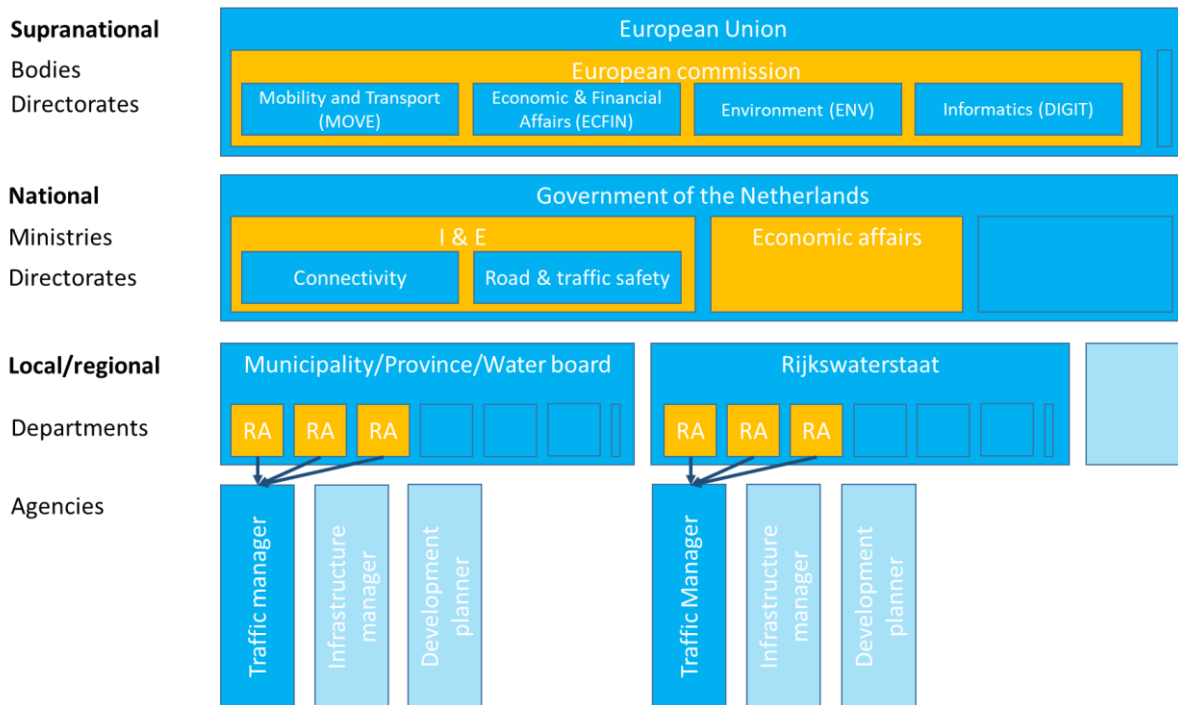 Supranational
European Union
Bodies
European commission
Directorates
Mobility and Transport
(MOVE)
Economic & Financial
Affairs (ECFIN)
Environment (ENV)
Informatics (DIGIT)
National
Government of the Netherlands
Ministries
I & E
Economic affairs
Directorates
Connectivity
Road & traffic safety
Local/regional
Municipality/Province/Water board
Rijkswaterstaat
Departments
RA
RA
RA
RA
RA
RA
Agencies
Traffic manager
Infrastructure
manager
Development
planner
Traffic Manager
Infrastructure
manager
Development
planner